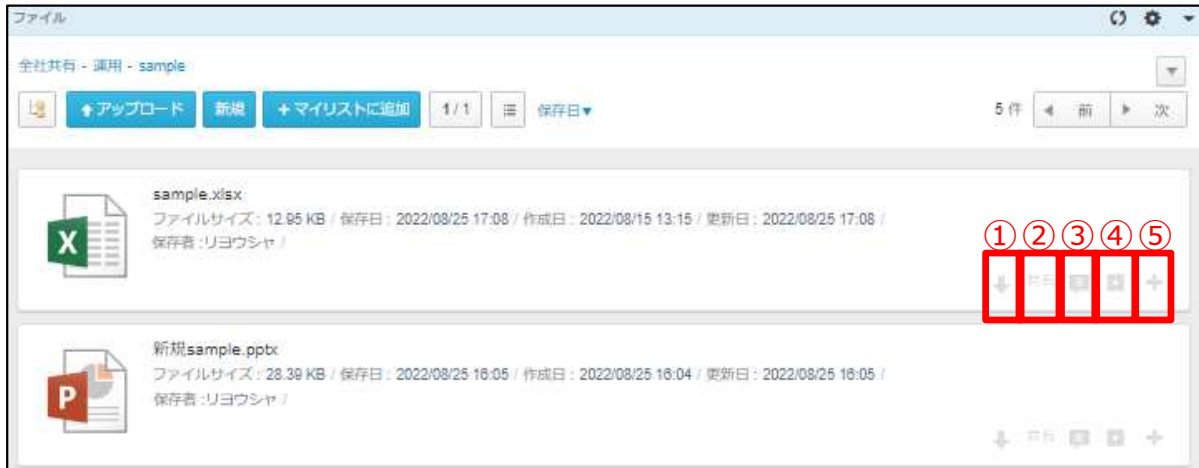 ファイル
全社共有 - 運用 - sample
アップロード 新規 +マイリストに追加 1 / 1 保存日▼ 5 件 前 次
① ② ③ ④ ⑤
sample.xlsx
ファイルサイズ : 12.95 KB / 保存日 : 2022/08/25 17:08 / 作成日 : 2022/08/15 13:15 / 更新日 : 2022/08/25 17:08 /
保存者 :リヨウシャ /
共有
新規sample.pptx
ファイルサイズ : 28.39 KB / 保存日 : 2022/08/25 16:05 / 作成日 : 2022/08/25 16:04 / 更新日 : 2022/08/25 16:05 /
保存者 :リヨウシャ /
共有